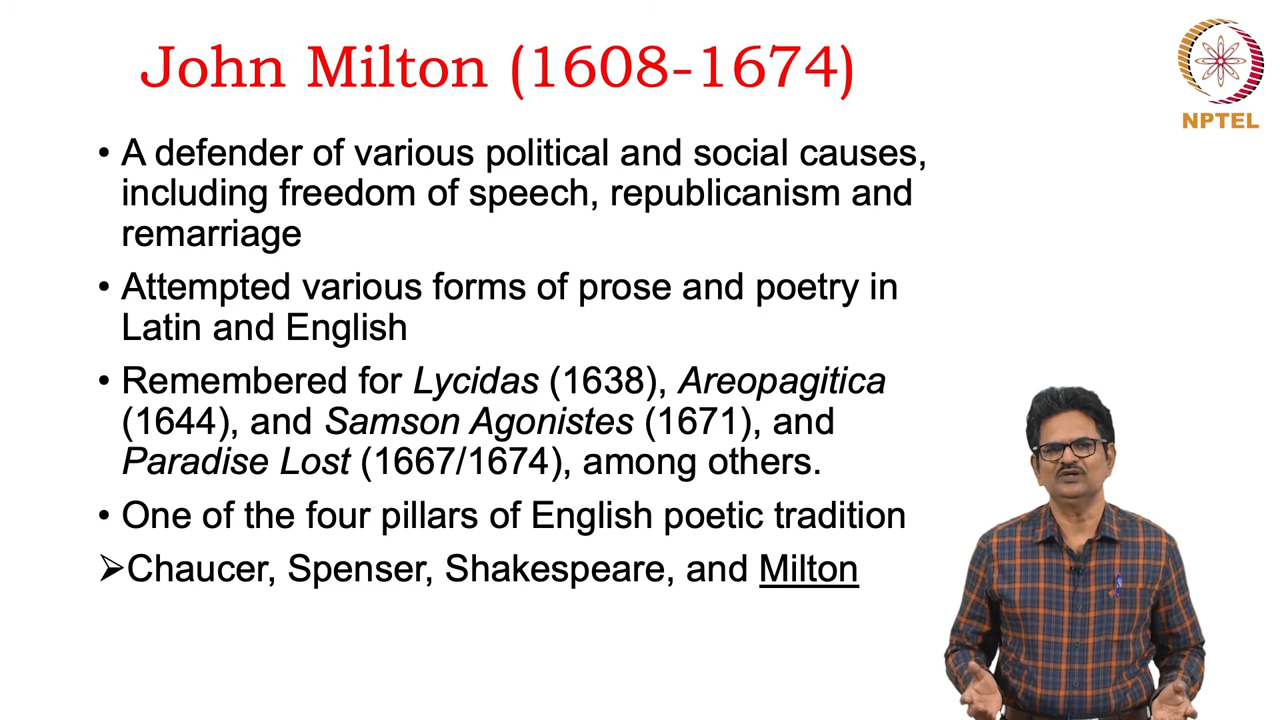 John Milton (1608-1674)
NPTEL
• A defender of various political and social causes,
including freedom of speech, republicanism and
remarriage
• Attempted various forms of prose and poetry in
Latin and English
• Remembered for Lycidas (1638), Areopagitica
(1644), and Samson Agonistes (1671), and
Paradise Lost (1667/1674), among others.
• One of the four pillars of English poetic tradition
➢Chaucer, Spenser, Shakespeare, and Milton